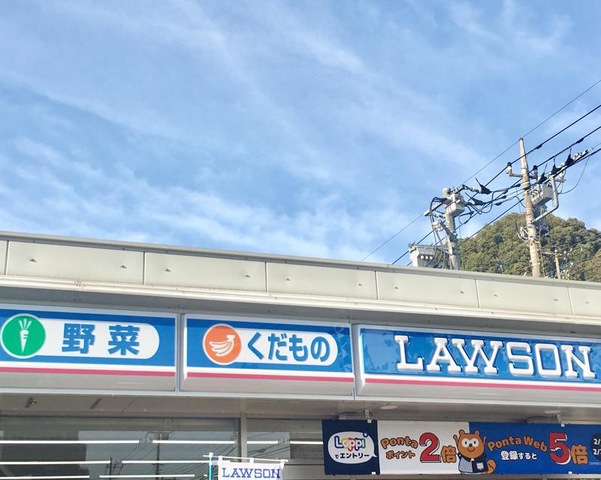 野菜
くだもの
LAWSON
Loppi
でエントリー
Ponta
ポイント
2倍
Ponta Web
登録すると
5倍
LAWSON